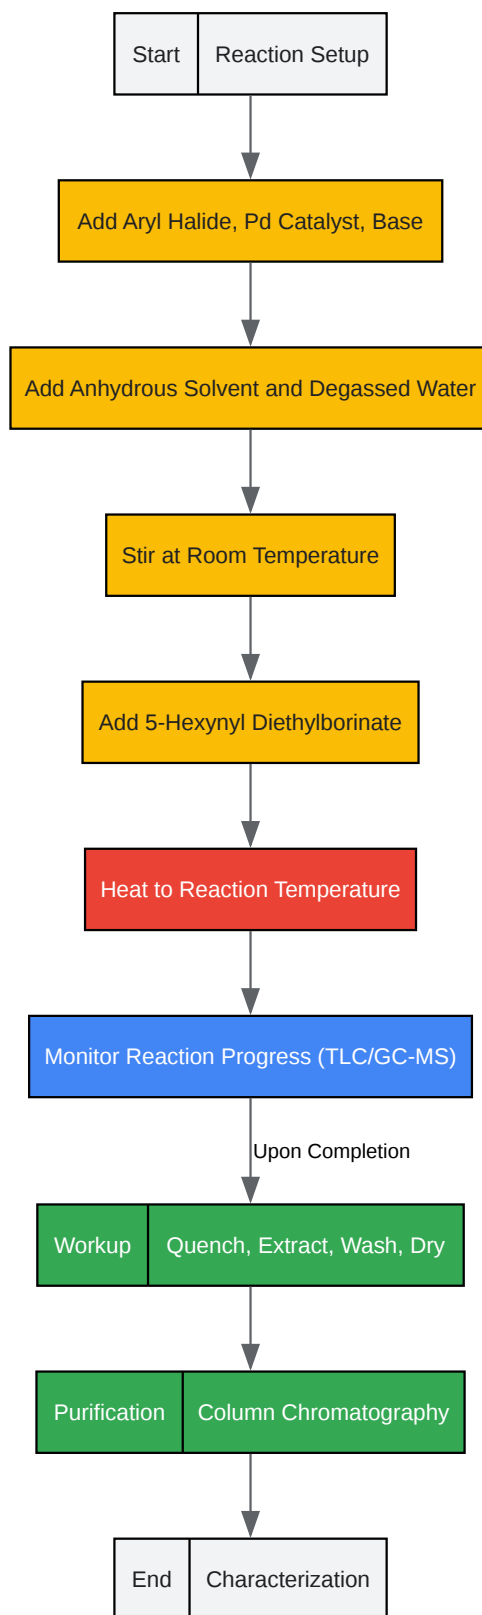 Start Reaction Setup
Add Aryl Halide, Pd Catalyst, Base
Add Anhydrous Solvent and Degassed Water
Stir at Room Temperature
Add 5-Hexynyl Diethylborinate
Heat to Reaction Temperature
Monitor Reaction Progress (TLC/GC-MS)
Upon Completion
Workup Quench, Extract, Wash, Dry
Purification Column Chromatography
End Characterization